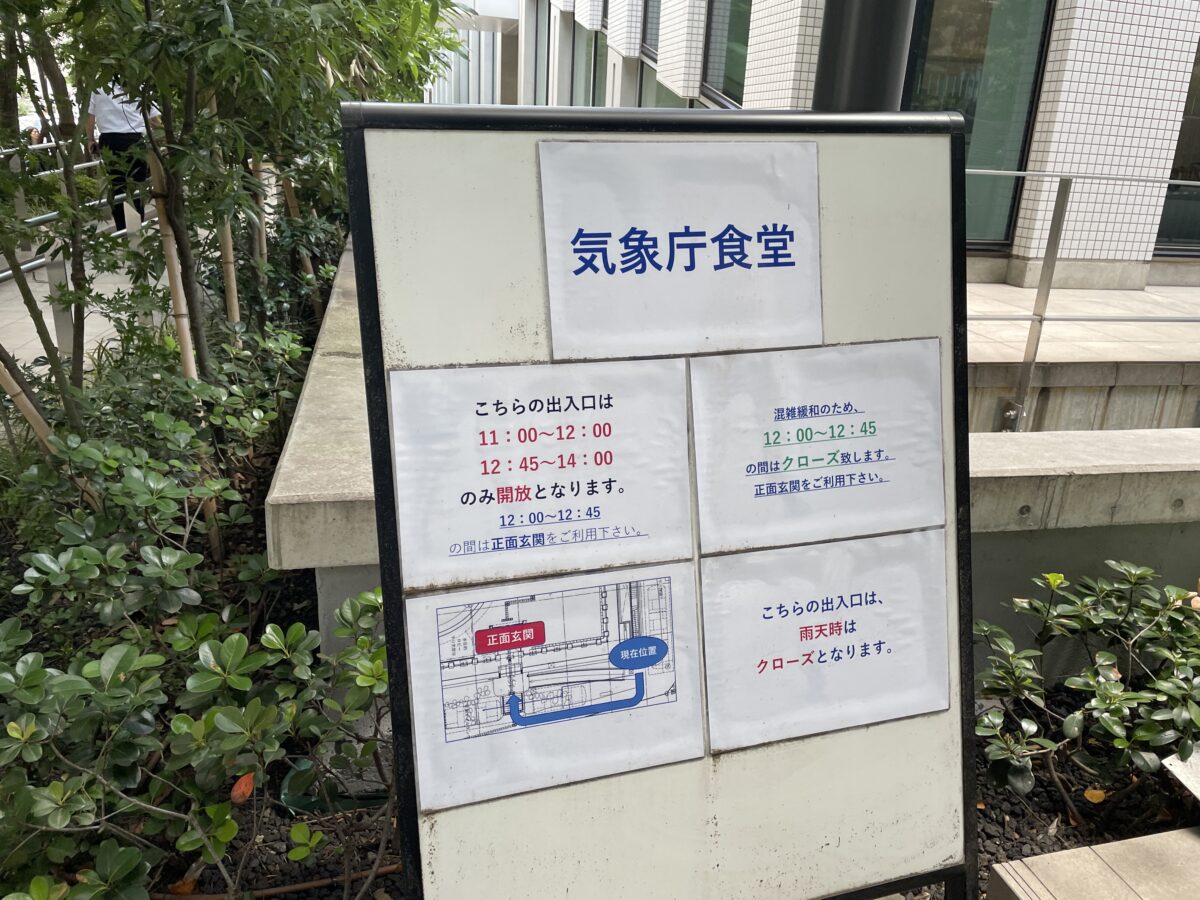 気象庁食堂
こちらの出入口は
11：00～12：00
12：45～14：00
のみ開放となります。
12：00～12：45
の間は正面玄関をご利用下さい。
混雑緩和のため、
12：00～12：45
の間はクローズ致します。
正面玄関をご利用下さい。
正面玄関
現在位置
こちらの出入口は、
雨天時は
クローズとなります。